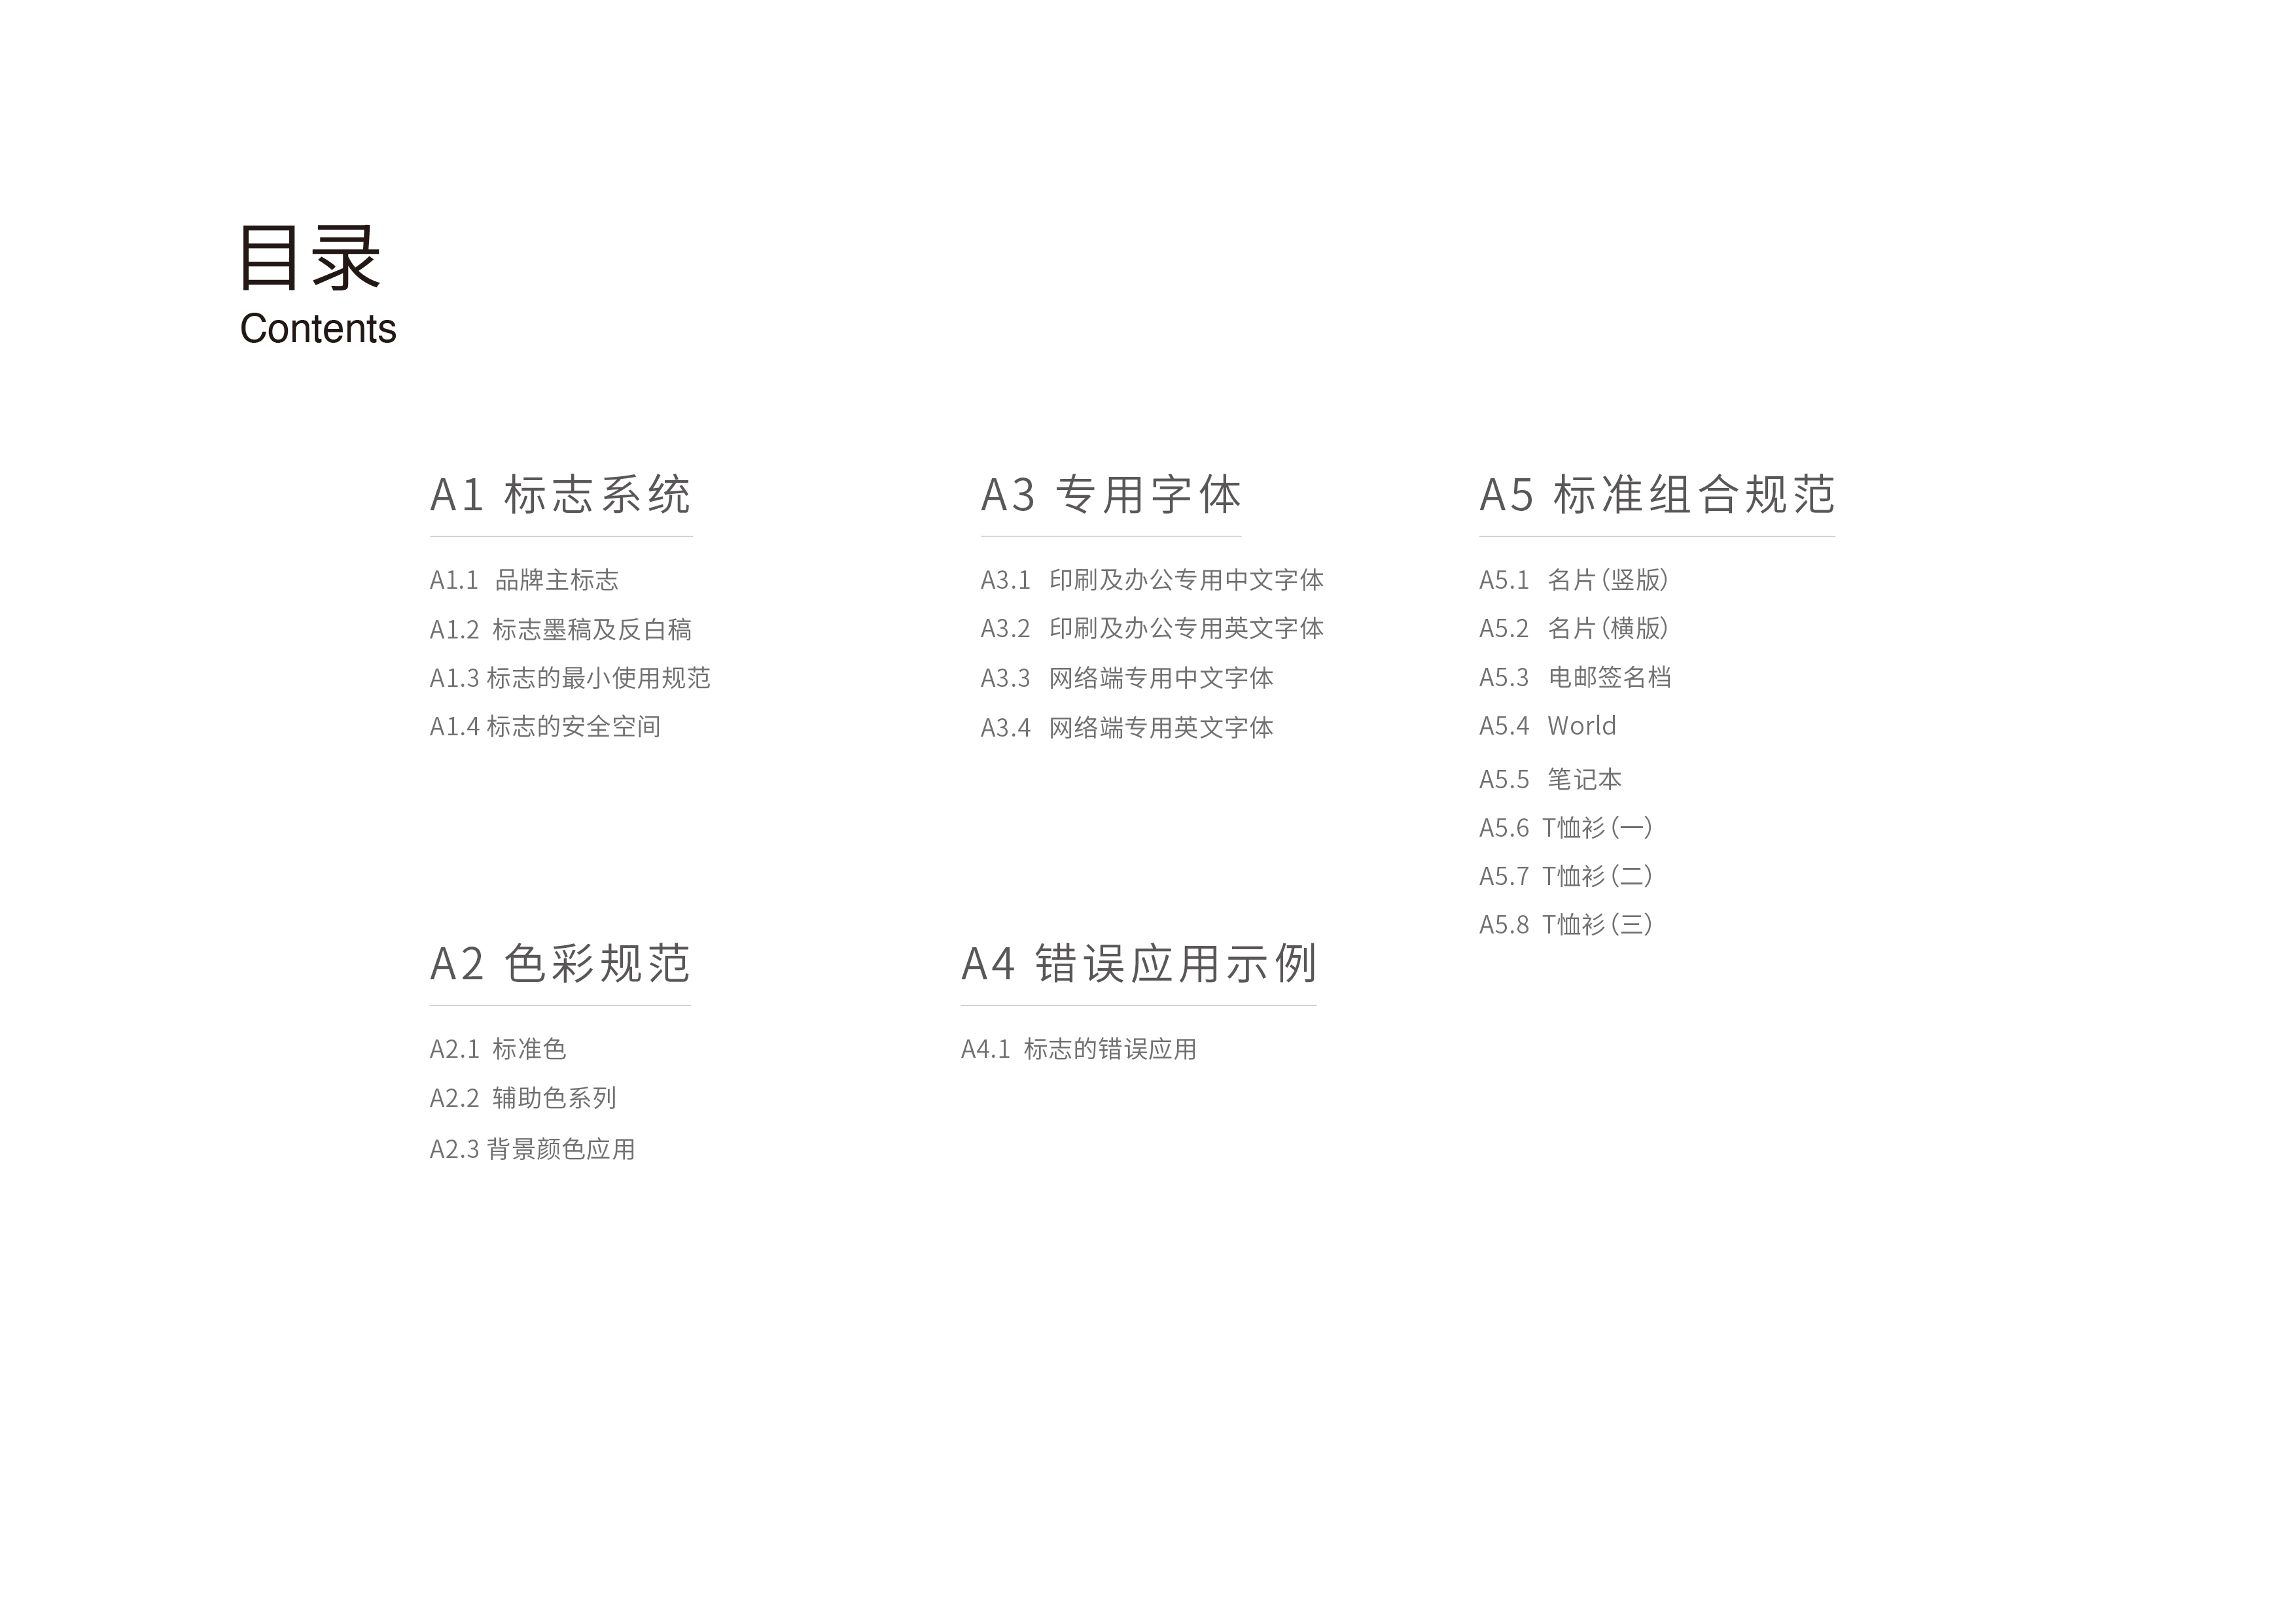 目录
Contents
A1 标志系统
A1.1 品牌主标志
A1.2 标志墨稿及反白稿
A1.3 标志的最小使用规范
A1.4 标志的安全空间
A2 色彩规范
A2.1 标准色
A2.2 辅助色系列
A2.3 背景颜色应用
A3 专用字体
A3.1 印刷及办公专用中文字体
A3.2 印刷及办公专用英文字体
A3.3 网络端专用中文字体
A3.4 网络端专用英文字体
A4 错误应用示例
A4.1 标志的错误应用
A5 标准组合规范
A5.1 名片（竖版）
A5.2 名片（横版）
A5.3 电邮签名档
A5.4 World
A5.5 笔记本
A5.6 T恤衫（一）
A5.7 T恤衫（二）
A5.8 T恤衫（三）